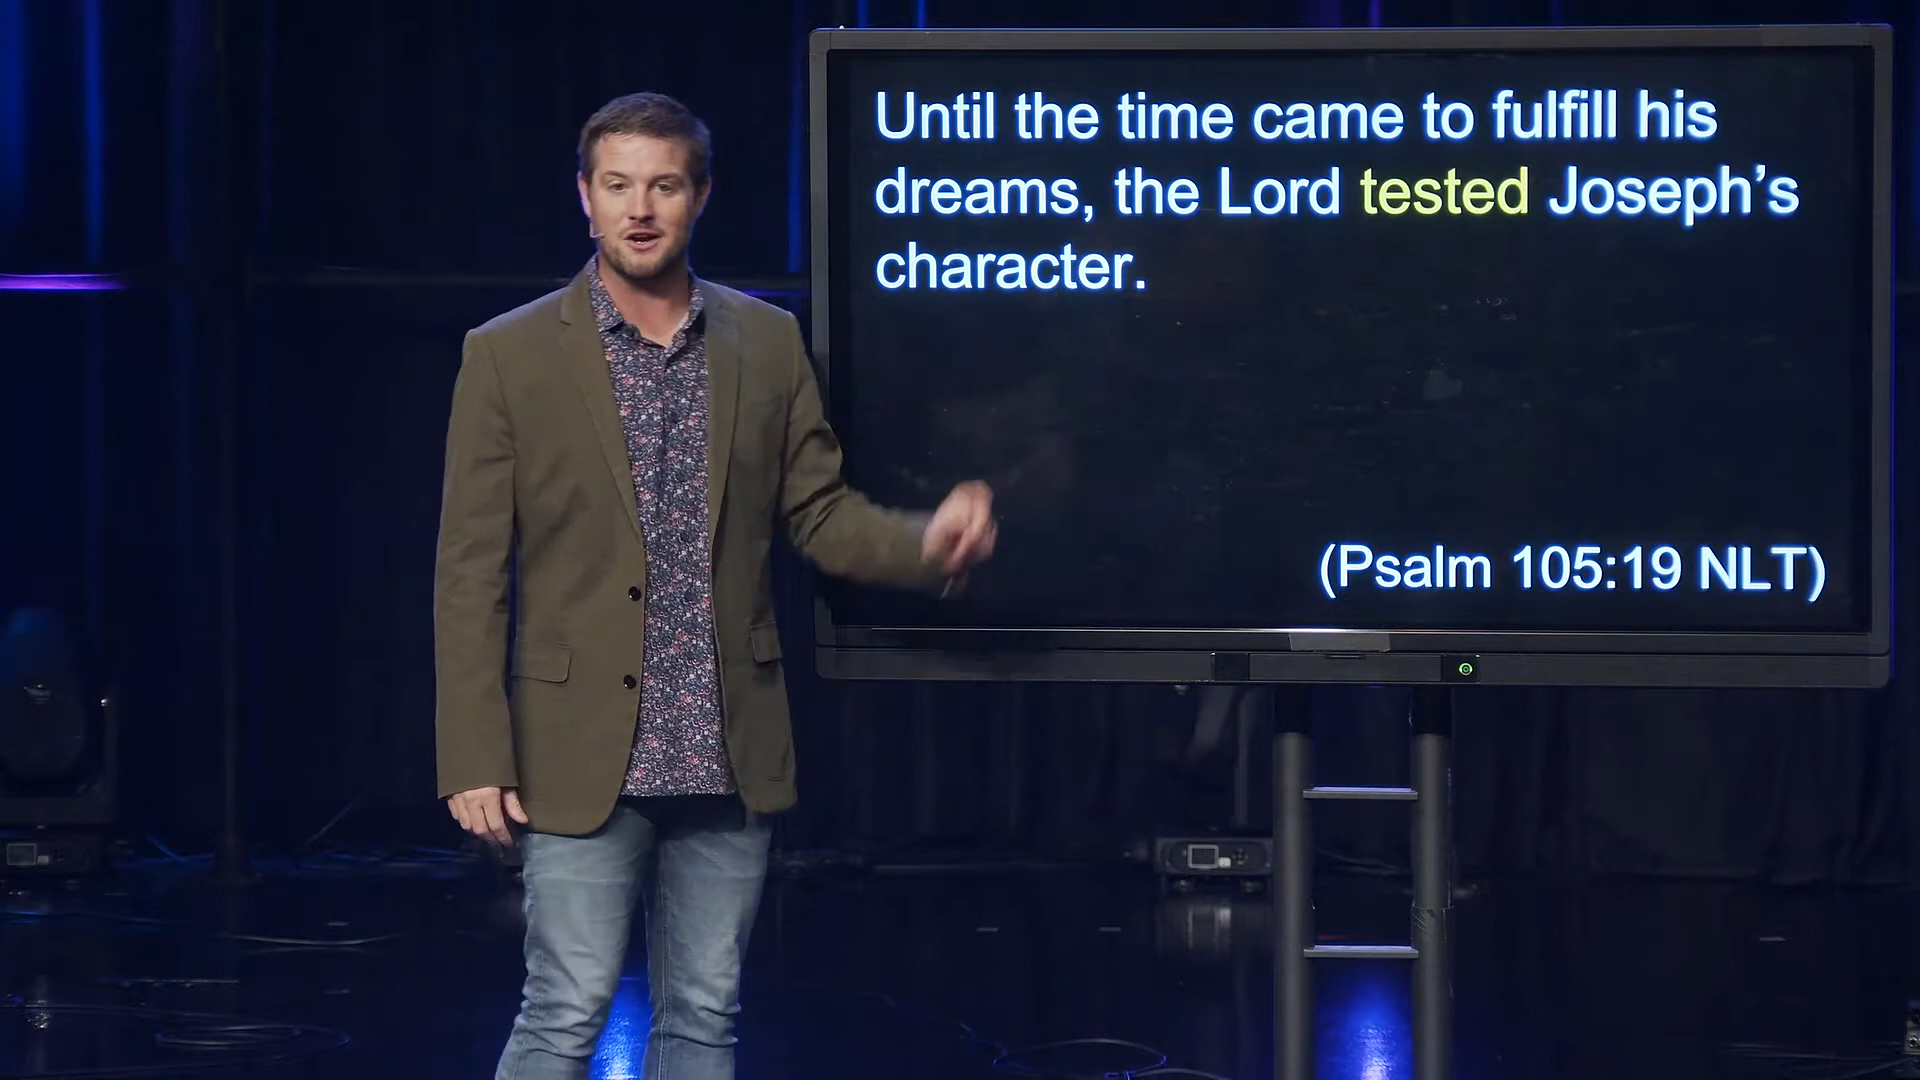 Until the time came to fulfill his
dreams, the Lord tested Joseph’s
character.
(Psalm 105:19 NLT)